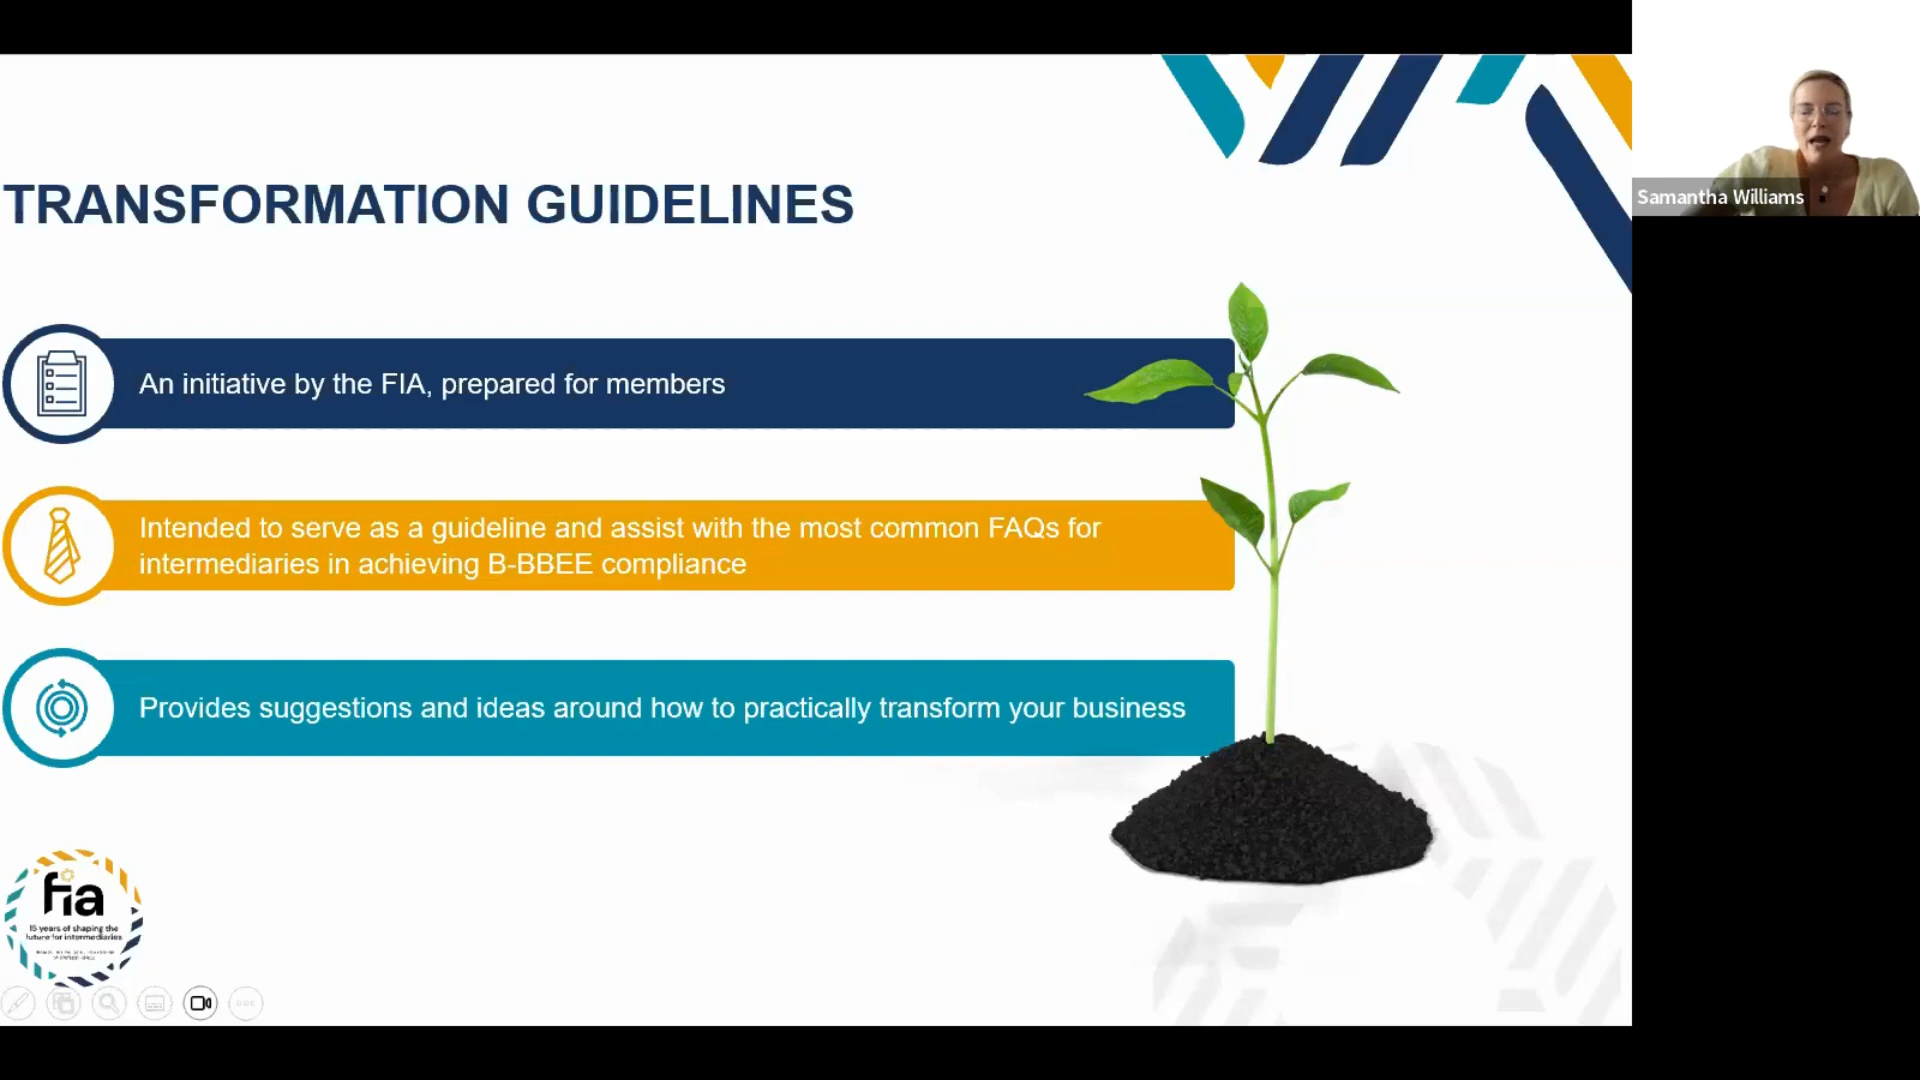 TRANSFORMATION GUIDELINES
Samantha Williams
An initiative by the FIA, prepared for members
Intended to serve as a guideline and assist with the most common FAQs for
intermediaries in achieving B-BBEE compliance
Provides suggestions and ideas around how to practically transform your business
fia
15 years of shaping the
future for intermediaries